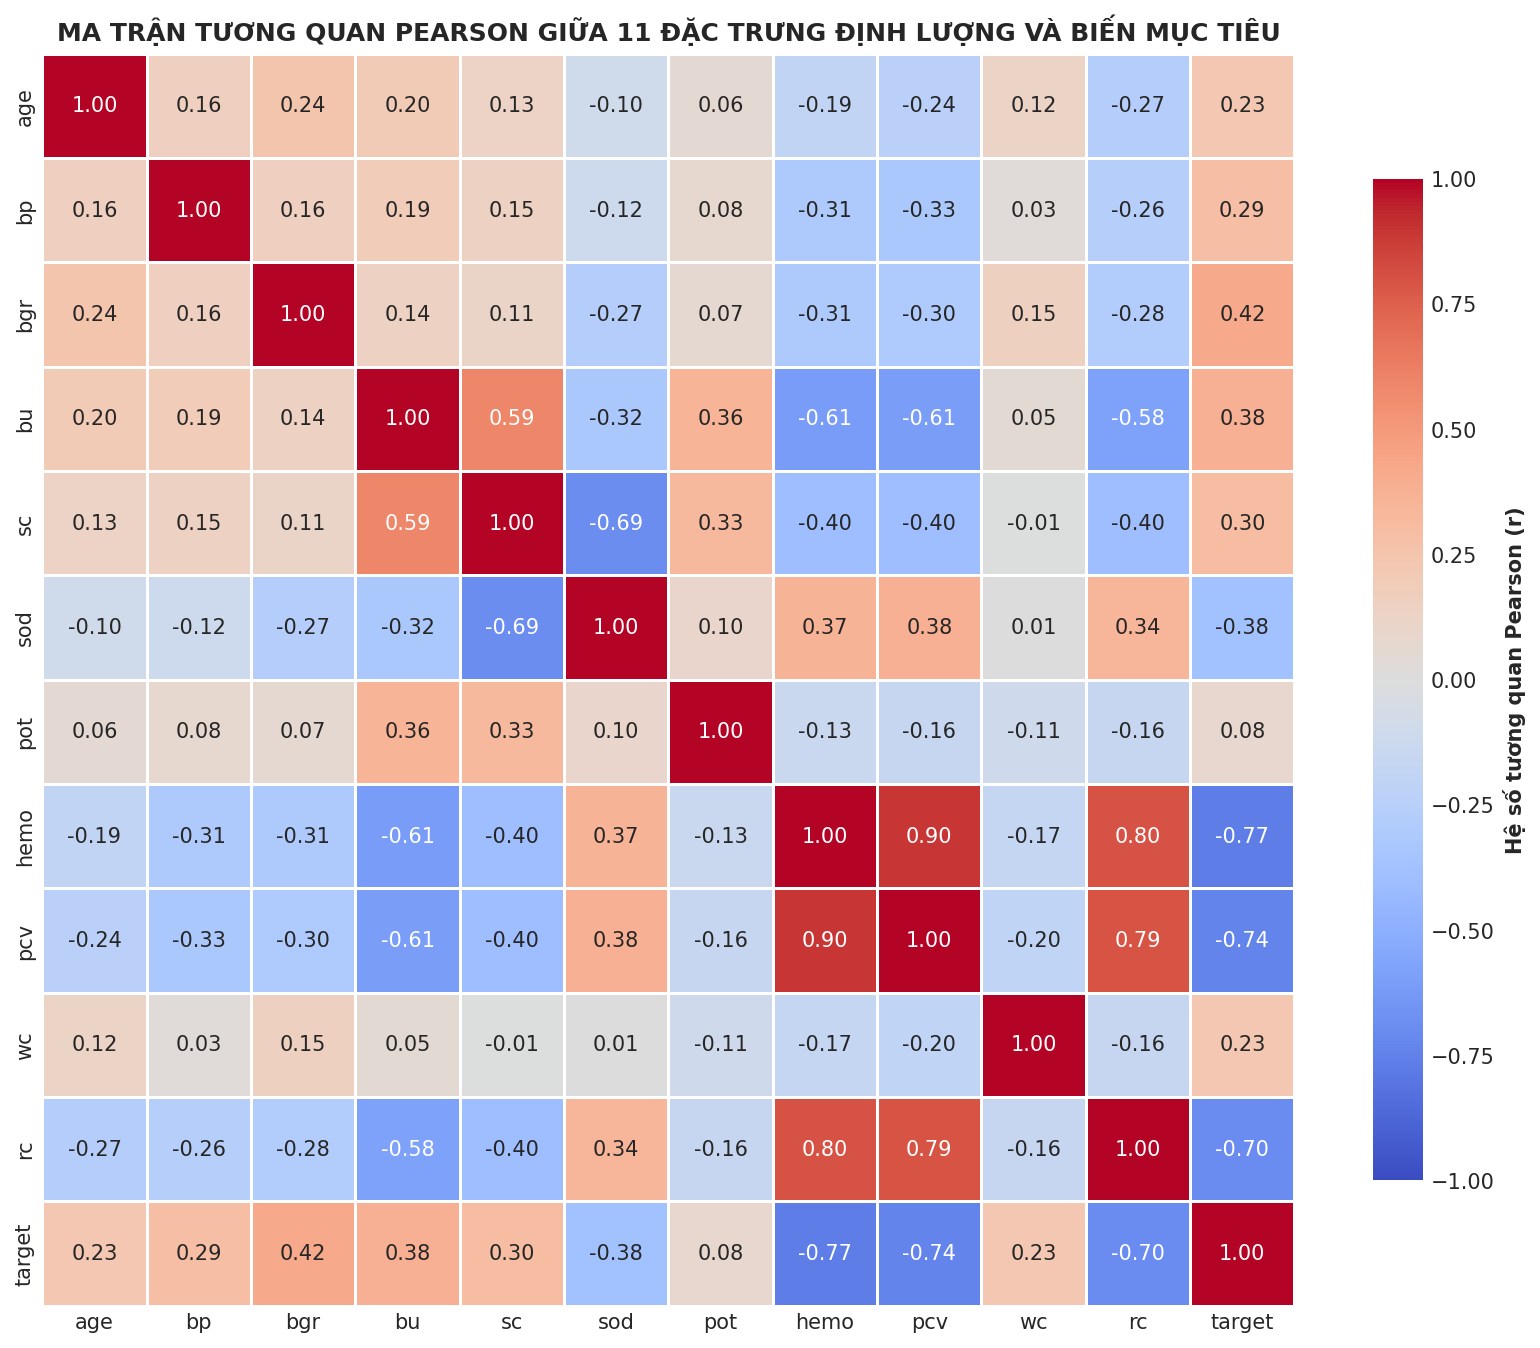 MA TRẬN TƯƠNG QUAN PEARSON GIỮA 11 ĐẶC TRƯNG ĐỊNH LƯỢNG VÀ BIẾN MỤC TIÊU
age 1.00 0.16 0.24 0.20 0.13 -0.10 0.06 -0.19 -0.24 0.12 -0.27 0.23
bp 0.16 1.00 0.16 0.19 0.15 -0.12 0.08 -0.31 -0.33 0.03 -0.26 0.29
bgr 0.24 0.16 1.00 0.14 0.11 -0.27 0.07 -0.31 -0.30 0.15 -0.28 0.42
bu 0.20 0.19 0.14 1.00 0.59 -0.32 0.36 -0.61 -0.61 0.05 -0.58 0.38
sc 0.13 0.15 0.11 0.59 1.00 -0.69 0.33 -0.40 -0.40 -0.01 -0.40 0.30
sod -0.10 -0.12 -0.27 -0.32 -0.69 1.00 0.10 0.37 0.38 0.01 0.34 -0.38
pot 0.06 0.08 0.07 0.36 0.33 0.10 1.00 -0.13 -0.16 -0.11 -0.16 0.08
hemo -0.19 -0.31 -0.31 -0.61 -0.40 0.37 -0.13 1.00 0.90 -0.17 0.80 -0.77
pcv -0.24 -0.33 -0.30 -0.61 -0.40 0.38 -0.16 0.90 1.00 -0.20 0.79 -0.74
wc 0.12 0.03 0.15 0.05 -0.01 0.01 -0.11 -0.17 -0.20 1.00 -0.16 0.23
rc -0.27 -0.26 -0.28 -0.58 -0.40 0.34 -0.16 0.80 0.79 -0.16 1.00 -0.70
target 0.23 0.29 0.42 0.38 0.30 -0.38 0.08 -0.77 -0.74 0.23 -0.70 1.00
age bp bgr bu sc sod pot hemo pcv wc rc target
1.00
0.75
0.50
0.25
0.00
−0.25
−0.50
−0.75
−1.00
Hệ số tương quan Pearson (r)